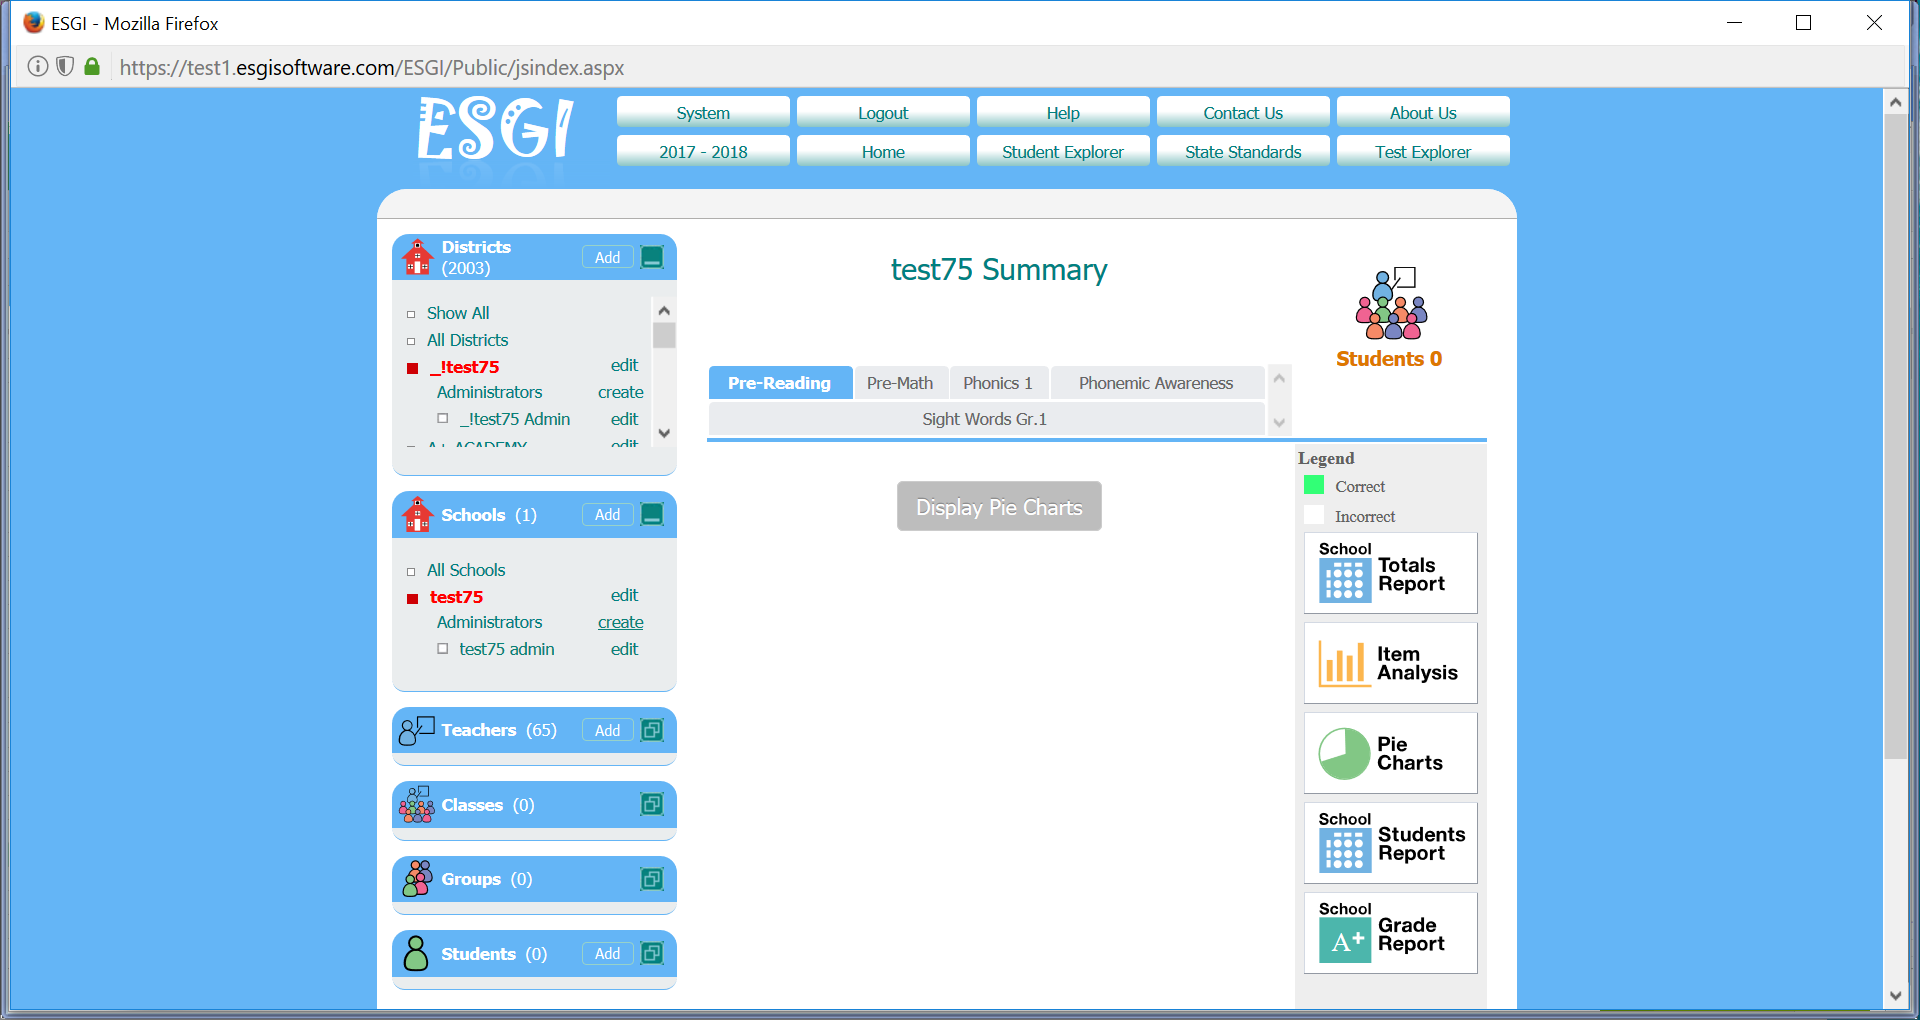 ESGI - Mozilla Firefox
https://test1.esgisoftware.com/ESGI/Public/jsindex.aspx
ESGI
System Logout Help Contact Us About Us
2017 - 2018 Home Student Explorer State Standards Test Explorer
Districts
(2003)
Add
Show All
All Districts
_!test75 edit
Administrators create
_!test75 Admin edit
A+ ACADEMY edit
Schools (1) Add
All Schools
test75 edit
Administrators create
test75 admin edit
Teachers (65) Add
Classes (0)
Groups (0)
Students (0) Add
test75 Summary
Students 0
Pre-Reading Pre-Math Phonics 1 Phonemic Awareness
Sight Words Gr.1
Display Pie Charts
Legend
Correct
Incorrect
School
Totals
Report
Item
Analysis
Pie
Charts
School
Students
Report
School
A+
Grade
Report